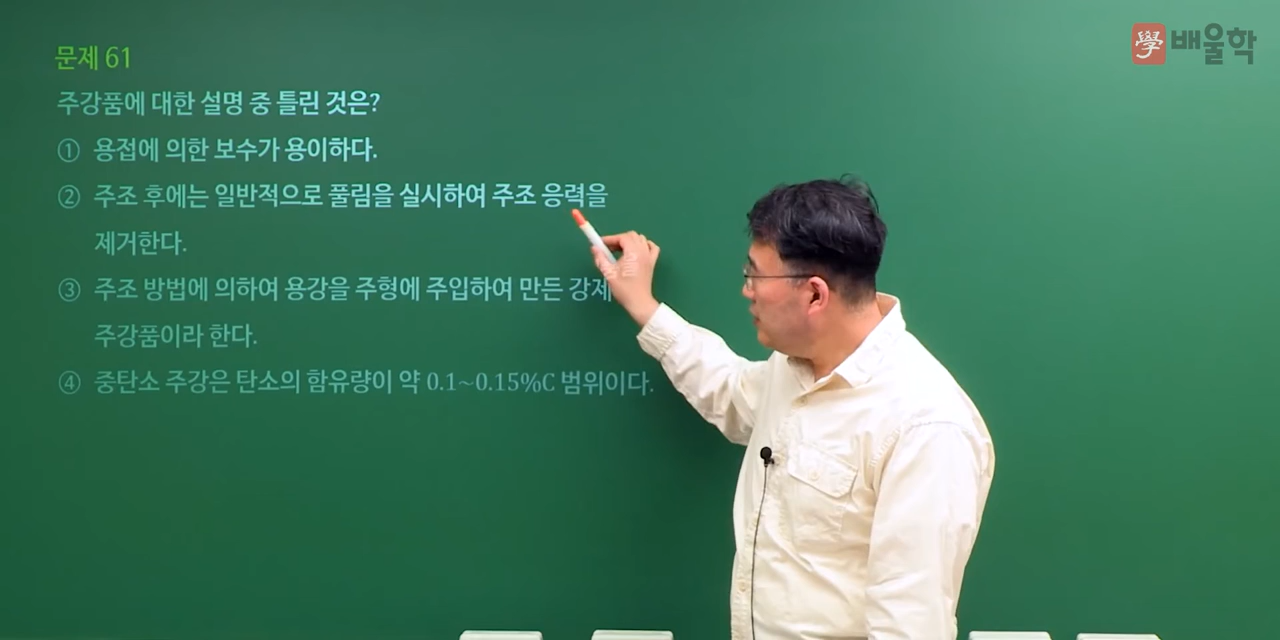 學 배울학
문제 61
주강품에 대한 설명 중 틀린 것은?
① 용접에 의한 보수가 용이하다.
② 주조 후에는 일반적으로 풀림을 실시하여 주조 응력을
제거한다.
③ 주조 방법에 의하여 용강을 주형에 주입하여 만든 강제
주강품이라 한다.
④ 중탄소 주강은 탄소의 함유량이 약 0.1~0.15%C 범위이다.